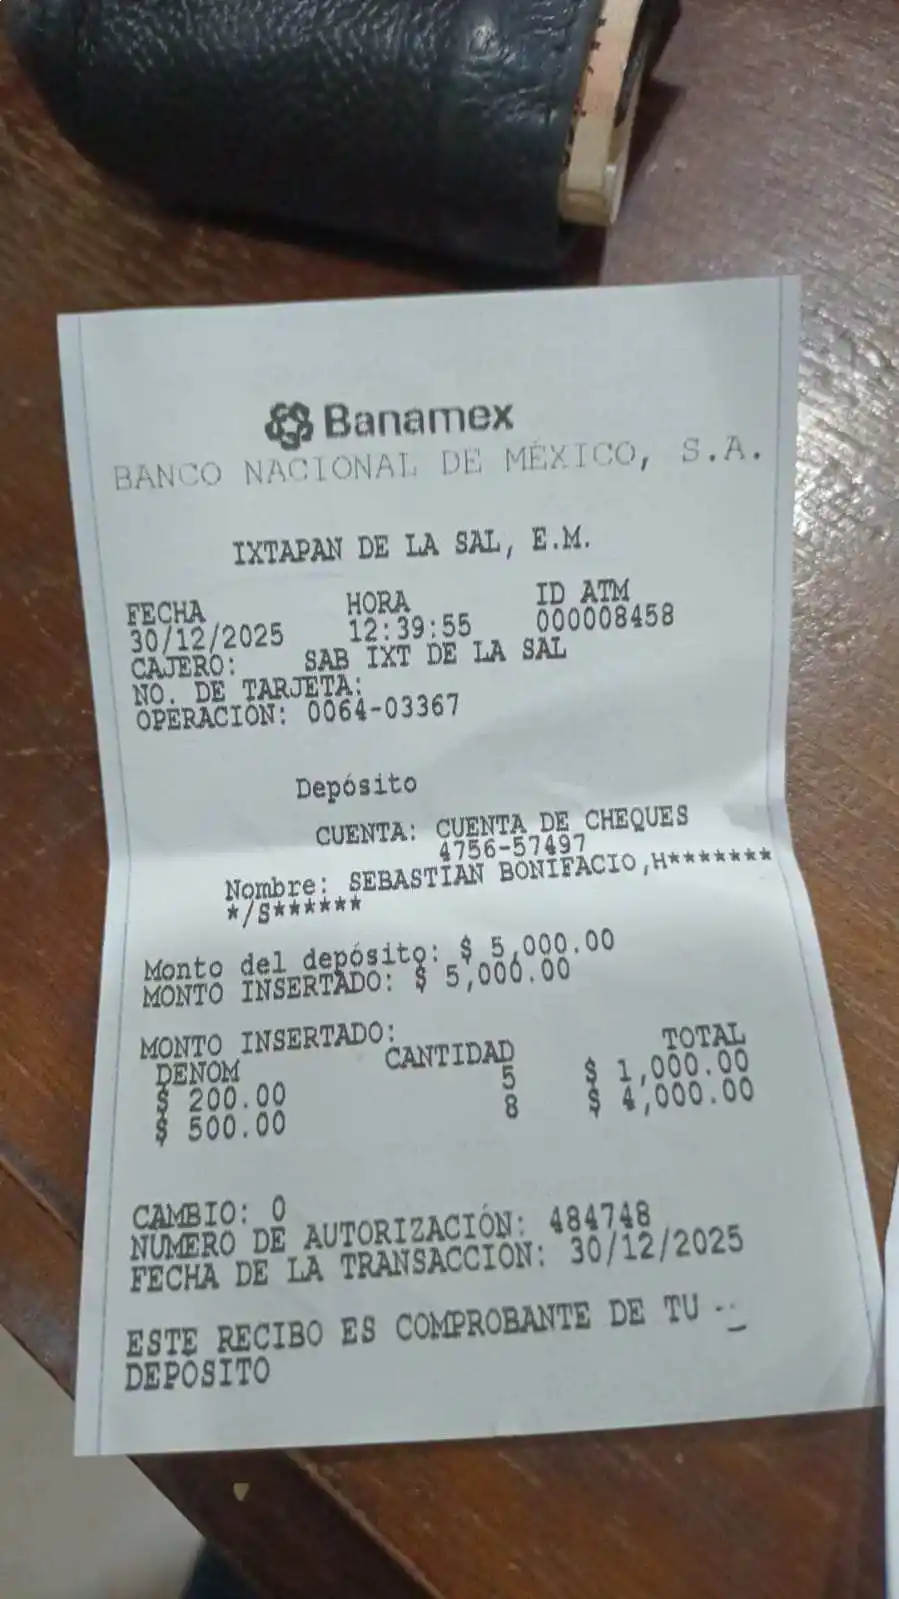 Banamex
BANCO NACIONAL DE MÉXICO, S.A.
IXTAPAN DE LA SAL, E.M.
FECHA HORA ID ATM
30/12/2025 12:39:55 000008458
CAJERO: SAB IXT DE LA SAL
NO. DE TARJETA:
OPERACIÓN: 0064-03367
Depósito
CUENTA: CUENTA DE CHEQUES
4756-57497
Nombre: SEBASTIAN BONIFACIO,H*******
*/S******
Monto del depósito: $ 5,000.00
MONTO INSERTADO: $ 5,000.00
MONTO INSERTADO:
DENOM CANTIDAD TOTAL
$ 200.00 5 $ 1,000.00
$ 500.00 8 $ 4,000.00
CAMBIO: 0
NUMERO DE AUTORIZACIÓN: 484748
FECHA DE LA TRANSACCIÓN: 30/12/2025
ESTE RECIBO ES COMPROBANTE DE TU
DEPÓSITO